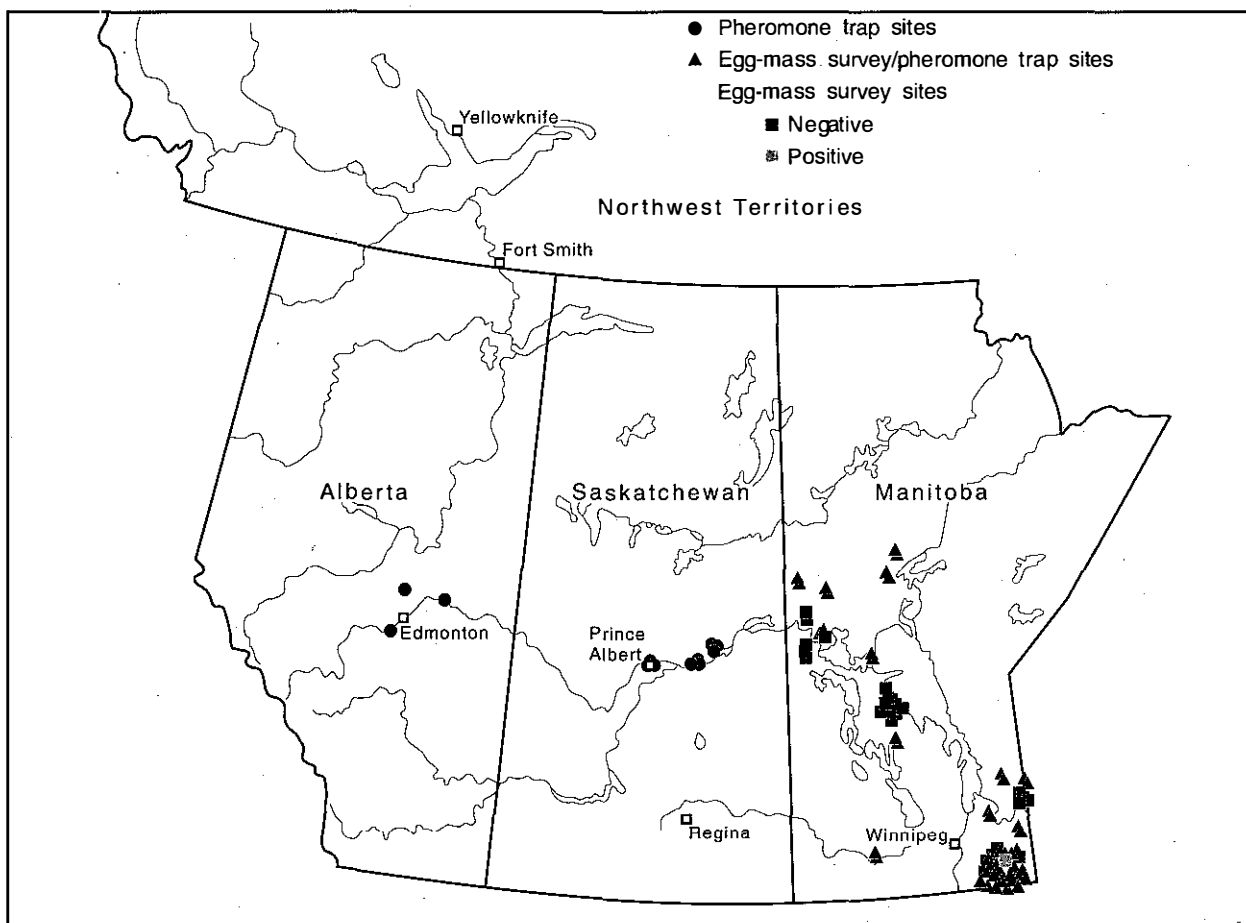 Pheromone trap sites
Egg-mass survey/pheromone trap sites
Egg-mass survey sites
Negative
Positive
Yellowknife
Northwest Territories
Fort Smith
Alberta
Saskatchewan
Manitoba
Edmonton
Prince
Albert
Regina
Winnipeg